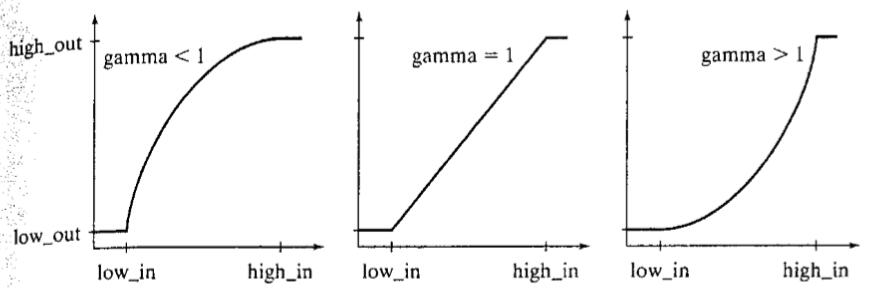 high_out
gamma < 1
gamma = 1
gamma > 1
low_out
low_in
high_in
low_in
high_in
low_in
high_in